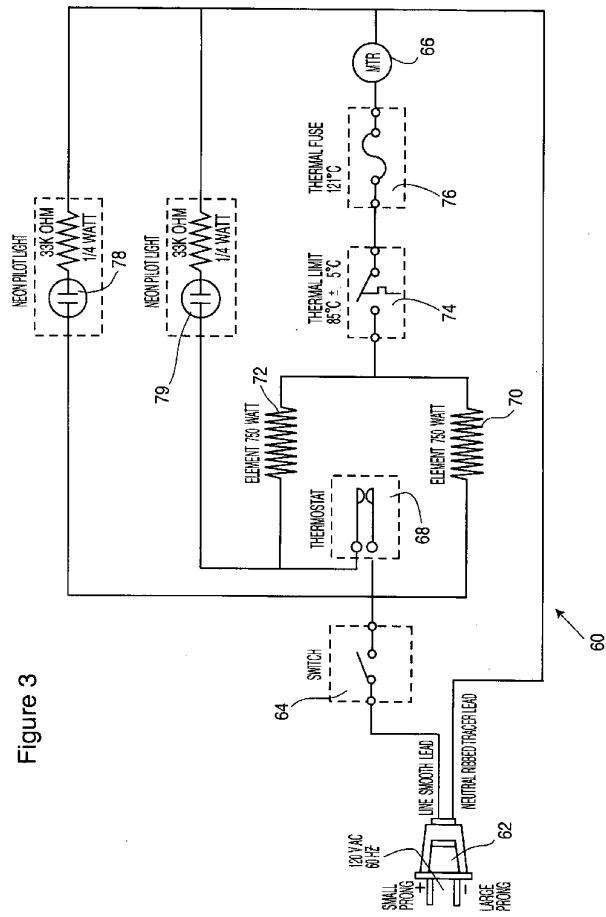 Figure 3
NEON PILOT LIGHT
33K OHM
1/4 WATT
78
NEON PILOT LIGHT
33K OHM
1/4 WATT
79
72
ELEMENT 750 WATT
THERMOSTAT
68
ELEMENT 750 WATT
70
THERMAL LIMIT
85°C ± 5°C
74
THERMAL FUSE
121°C
76
MTR
66
SWITCH
64
LINE SMOOTH LEAD
NEUTRAL RIBBED TRACER LEAD
120 VAC
60 HZ
SMALL
PRONG
+
-
LARGE
PRONG
62
60